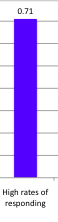 0.71
High rates of
responding